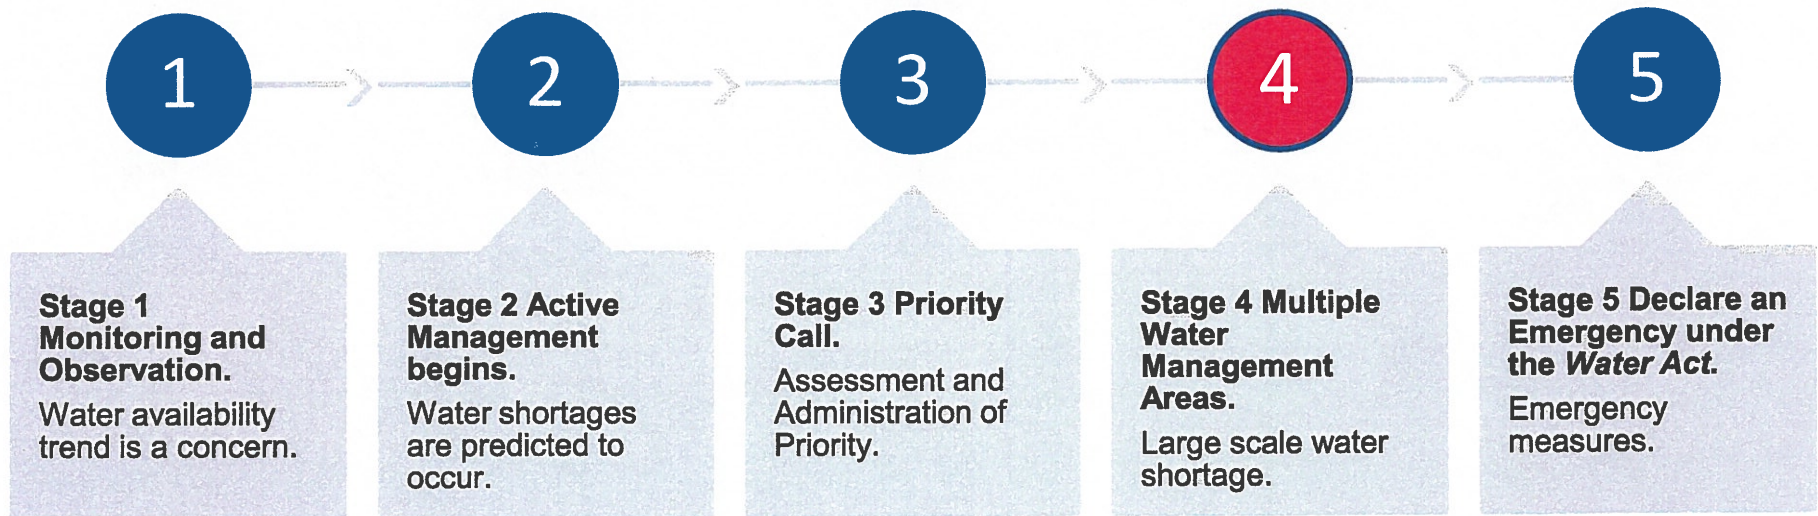 1
2
3
4
5
Stage 1
Monitoring and
Observation.
Water availability
trend is a concern.
Stage 2 Active
Management
begins.
Water shortages
are predicted to
occur.
Stage 3 Priority
Call.
Assessment and
Administration of
Priority.
Stage 4 Multiple
Water
Management
Areas.
Large scale water
shortage.
Stage 5 Declare an
Emergency under
the Water Act.
Emergency
measures.